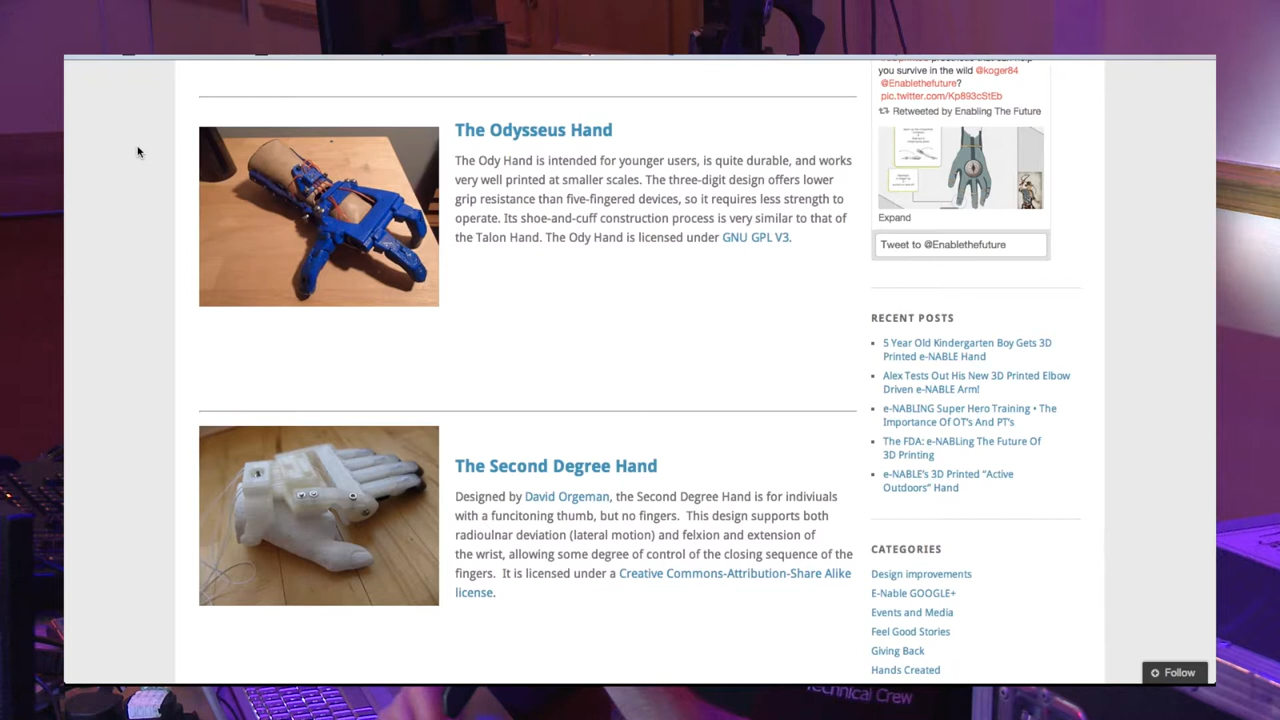 The Odysseus Hand
The Ody Hand is intended for younger users, is quite durable, and works
very well printed at smaller scales. The three-digit design offers lower
grip resistance than five-fingered devices, so it requires less strength to
operate. Its shoe-and-cuff construction process is very similar to that of
the Talon Hand. The Ody Hand is licensed under GNU GPL V3.
The Second Degree Hand
Designed by David Orgeman, the Second Degree Hand is for indiviuals
with a funcitoning thumb, but no fingers. This design supports both
radioulnar deviation (lateral motion) and felxion and extension of
the wrist, allowing some degree of control of the closing sequence of the
fingers. It is licensed under a Creative Commons-Attribution-Share Alike
license.
you survive in the wild @koger84
@Enablethefuture?
pic.twitter.com/Kp893cStEb
Retweeted by Enabling The Future
Expand
Tweet to @Enablethefuture
RECENT POSTS
5 Year Old Kindergarten Boy Gets 3D
Printed e-NABLE Hand
Alex Tests Out His New 3D Printed Elbow
Driven e-NABLE Arm!
e-NABLING Super Hero Training • The
Importance Of OT's And PT's
The FDA: e-NABLing The Future Of
3D Printing
e-NABLE's 3D Printed "Active
Outdoors" Hand
CATEGORIES
Design improvements
E-Nable GOOGLE+
Events and Media
Feel Good Stories
Giving Back
Hands Created
Follow
Technical Crew